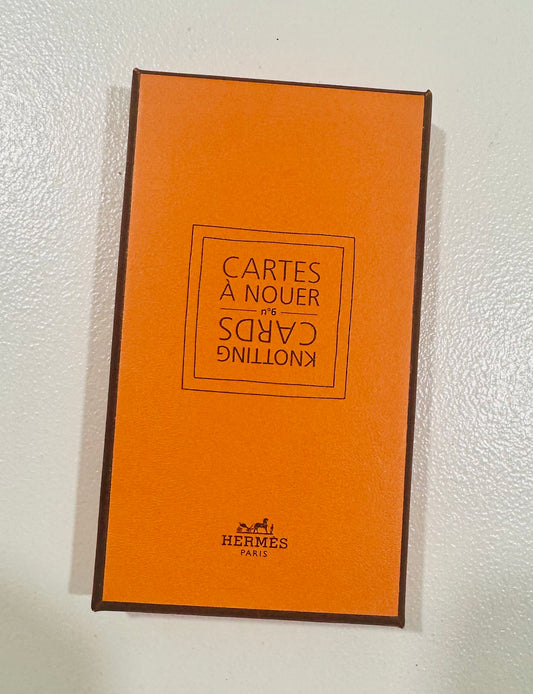 CARTES
À NOUER
n°6
KNOTTING
CARDS
HERMÈS
PARIS